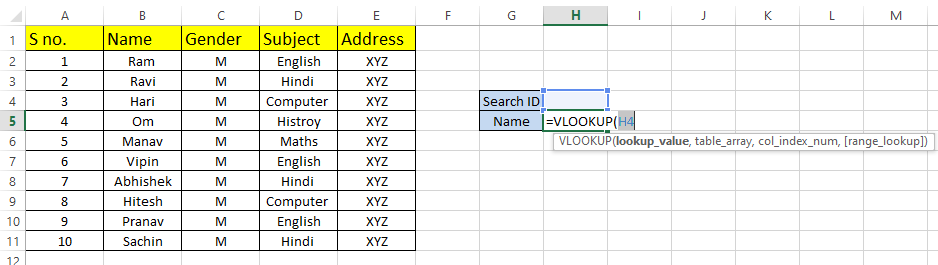 A B C D E F G H I J K L M
1 S no. Name Gender Subject Address
2 1 Ram M English XYZ
3 2 Ravi M Hindi XYZ
4 3 Hari M Computer XYZ Search ID
5 4 Om M Histroy XYZ Name =VLOOKUP(H4
6 5 Manav M Maths XYZ VLOOKUP(lookup_value, table_array, col_index_num, [range_lookup])
7 6 Vipin M English XYZ
8 7 Abhishek M Hindi XYZ
9 8 Hitesh M Computer XYZ
10 9 Pranav M English XYZ
11 10 Sachin M Hindi XYZ
12